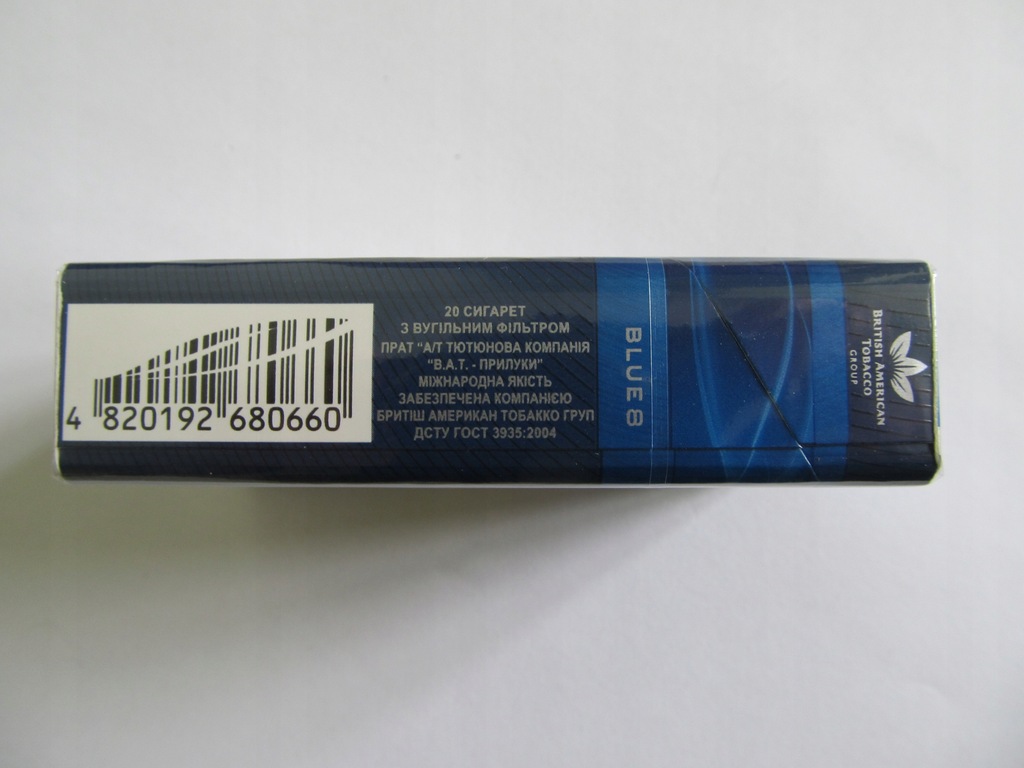 4 820192 680660
20 СИГАРЕТ
З ВУГІЛЬНИМ ФІЛЬТРОМ
ПРАТ "А/Т ТЮТЮНОВА КОМПАНІЯ
"В.А.Т. - ПРИЛУКИ"
МІЖНАРОДНА ЯКІСТЬ
ЗАБЕЗПЕЧЕНА КОМПАНІЄЮ
БРИТІШ АМЕРИКАН ТОБАККО ГРУП
ДСТУ ГОСТ 3935:2004
BLUE 8
BRITISH AMERICAN
TOBACCO
GROUP